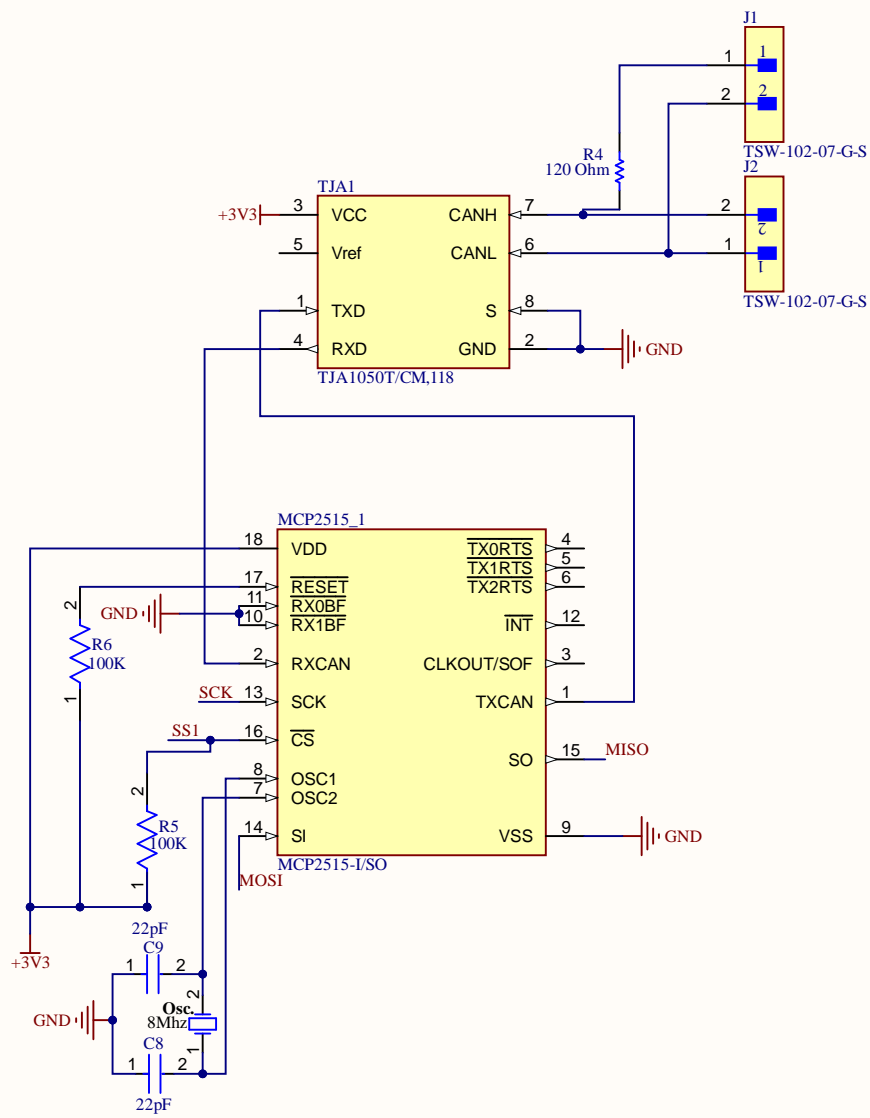 J1
1 1
2 2
TSW-102-07-G-S
R4
120 Ohm
J2
2 2
1 1
TSW-102-07-G-S
TJA1
+3V3 3 VCC CANH 7
5 Vref CANL 6
1 TXD S 8
4 RXD GND 2 GND
TJA1050T/CM,118
MCP2515_1
18 VDD TX0RTS 4
TX1RTS 5
17 RESET TX2RTS 6
GND 11 RX0BF
10 RX1BF INT 12
2 RXCAN CLKOUT/SOF 3
SCK 13 SCK TXCAN 1
SS1 16 CS
SO 15 MISO
8 OSC1
7 OSC2
14 SI VSS 9 GND
MCP2515-I/SO
MOSI
2
R6
100K
1
2
R5
100K
1
+3V3
22pF
C9
1 2
GND
Osc.
8Mhz
2
1
C8
1 2
22pF